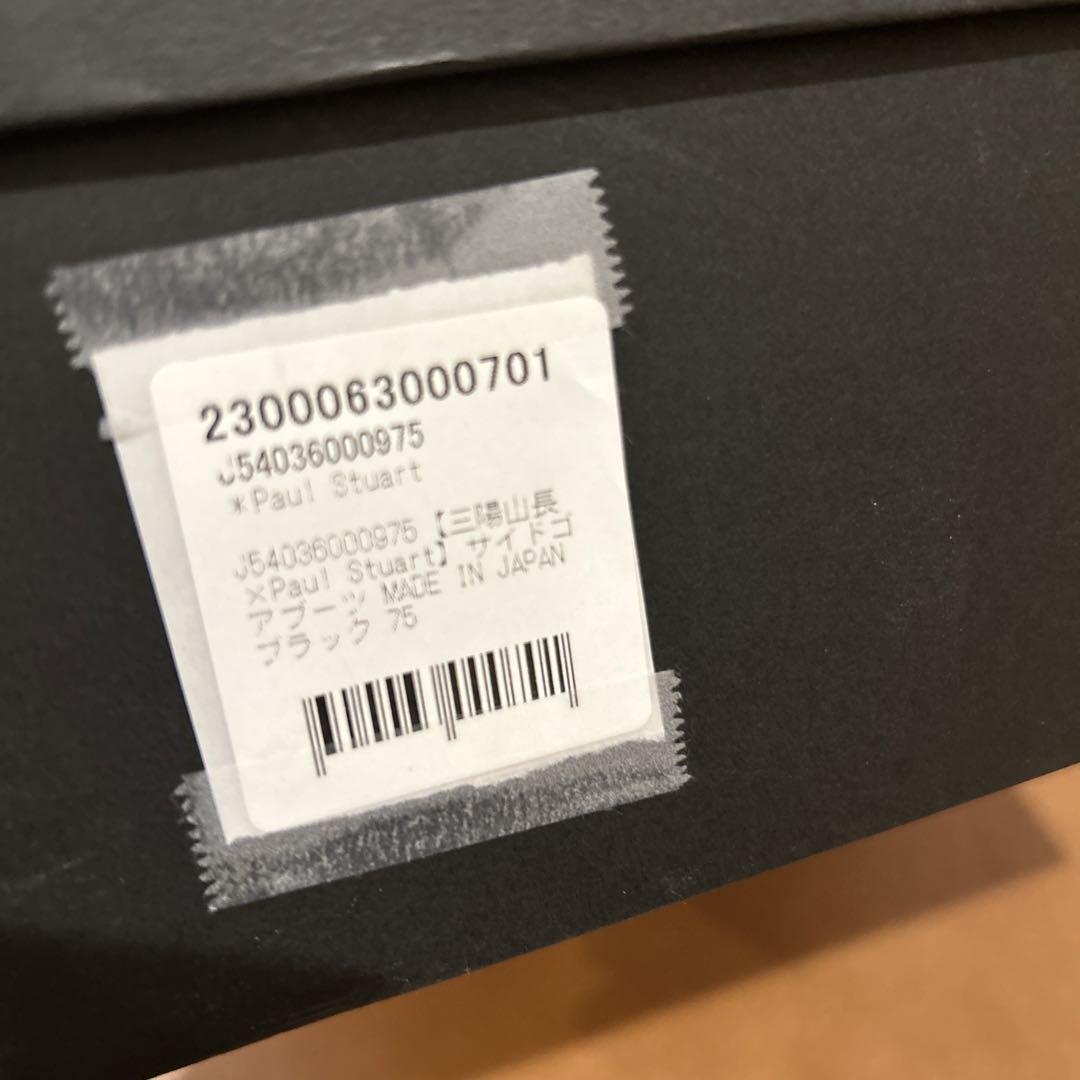 2300063000701
J54036000975
*Paul Stuart
J54036000975【三陽山長
×Paul Stuart】サイドゴ
アブーツ MADE IN JAPAN
ブラック 75